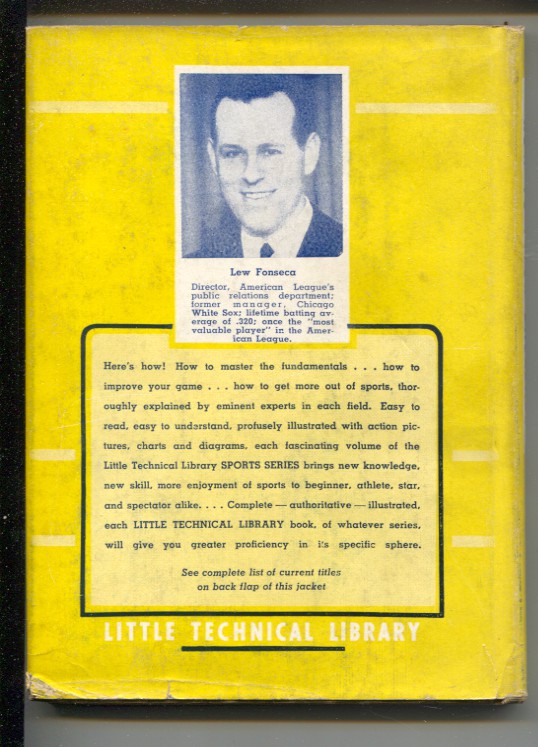 Lew Fonseca
Director, American League's
public relations department;
former manager, Chicago
White Sox; lifetime batting av-
erage of .320; once the "most
valuable player" in the Amer-
ican League.
Here's how! How to master the fundamentals . . . how to
improve your game . . . how to get more out of sports, thor-
oughly explained by eminent experts in each field. Easy to
read, easy to understand, profusely illustrated with action pic-
tures, charts and diagrams, each fascinating volume of the
Little Technical Library SPORTS SERIES brings new knowledge,
new skill, more enjoyment of sports to beginner, athlete, star,
and spectator alike. . . . Complete — authoritative — illustrated,
each LITTLE TECHNICAL LIBRARY book, of whatever series,
will give you greater proficiency in its specific sphere.
See complete list of current titles
on back flap of this jacket
LITTLE TECHNICAL LIBRARY